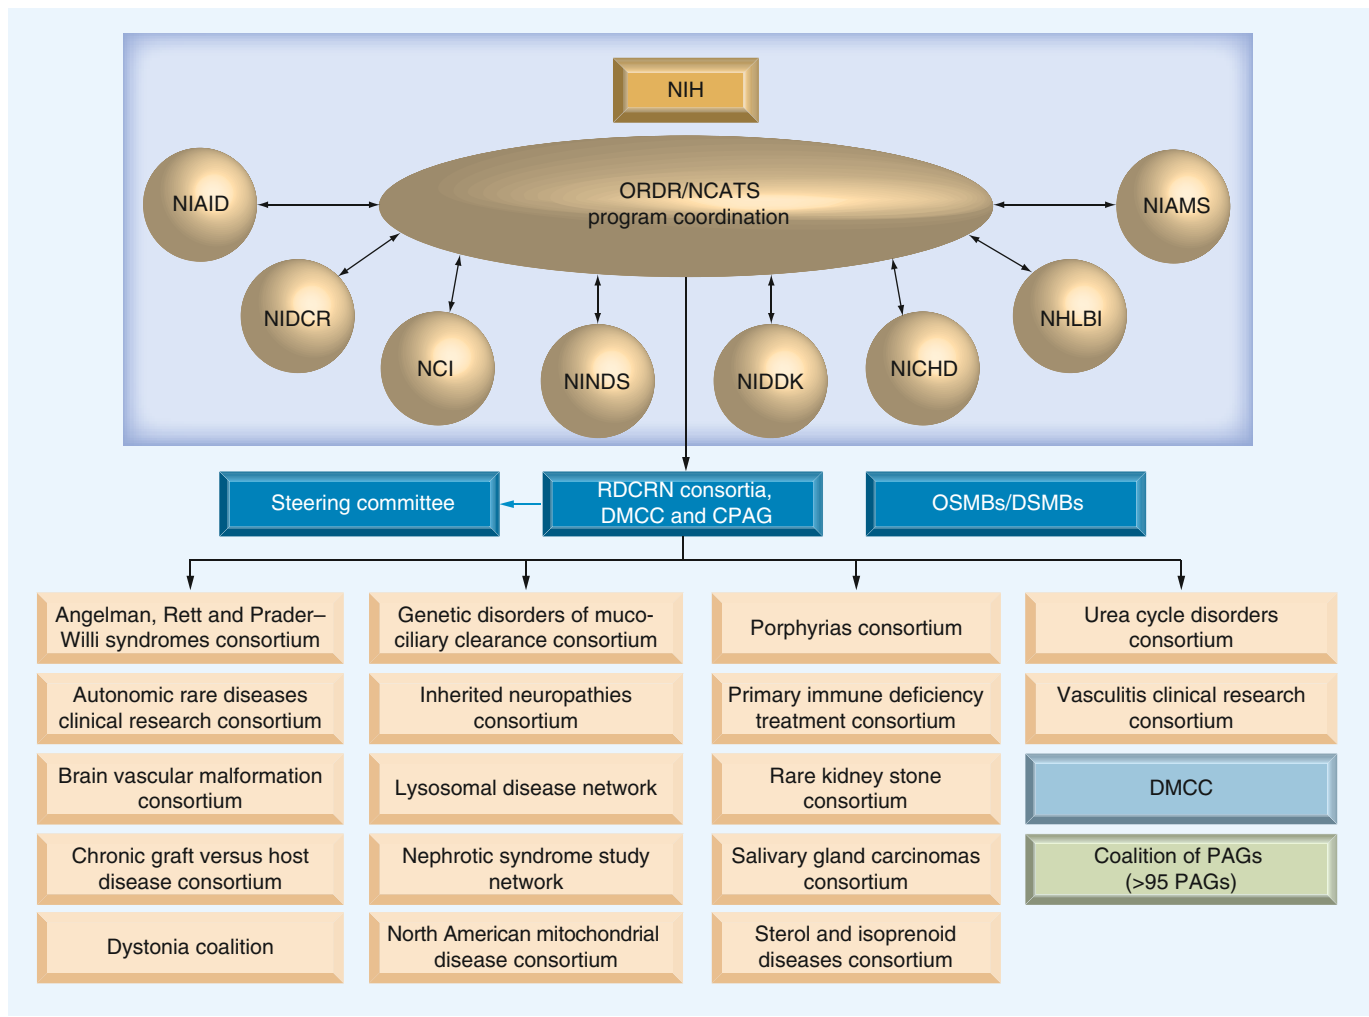 NIH
ORDR/NCATS
program coordination
NIAID
NIAMS
NIDCR
NHLBI
NCI
NINDS
NIDDK
NICHD
Steering committee
RDCRN consortia,
DMCC and CPAG
OSMBs/DSMBs
Angelman, Rett and Prader–
Willi syndromes consortium
Autonomic rare diseases
clinical research consortium
Brain vascular malformation
consortium
Chronic graft versus host
disease consortium
Dystonia coalition
Genetic disorders of muco-
ciliary clearance consortium
Inherited neuropathies
consortium
Lysosomal disease network
Nephrotic syndrome study
network
North American mitochondrial
disease consortium
Porphyrias consortium
Primary immune deficiency
treatment consortium
Rare kidney stone
consortium
Salivary gland carcinomas
consortium
Sterol and isoprenoid
diseases consortium
Urea cycle disorders
consortium
Vasculitis clinical research
consortium
DMCC
Coalition of PAGs
(>95 PAGs)